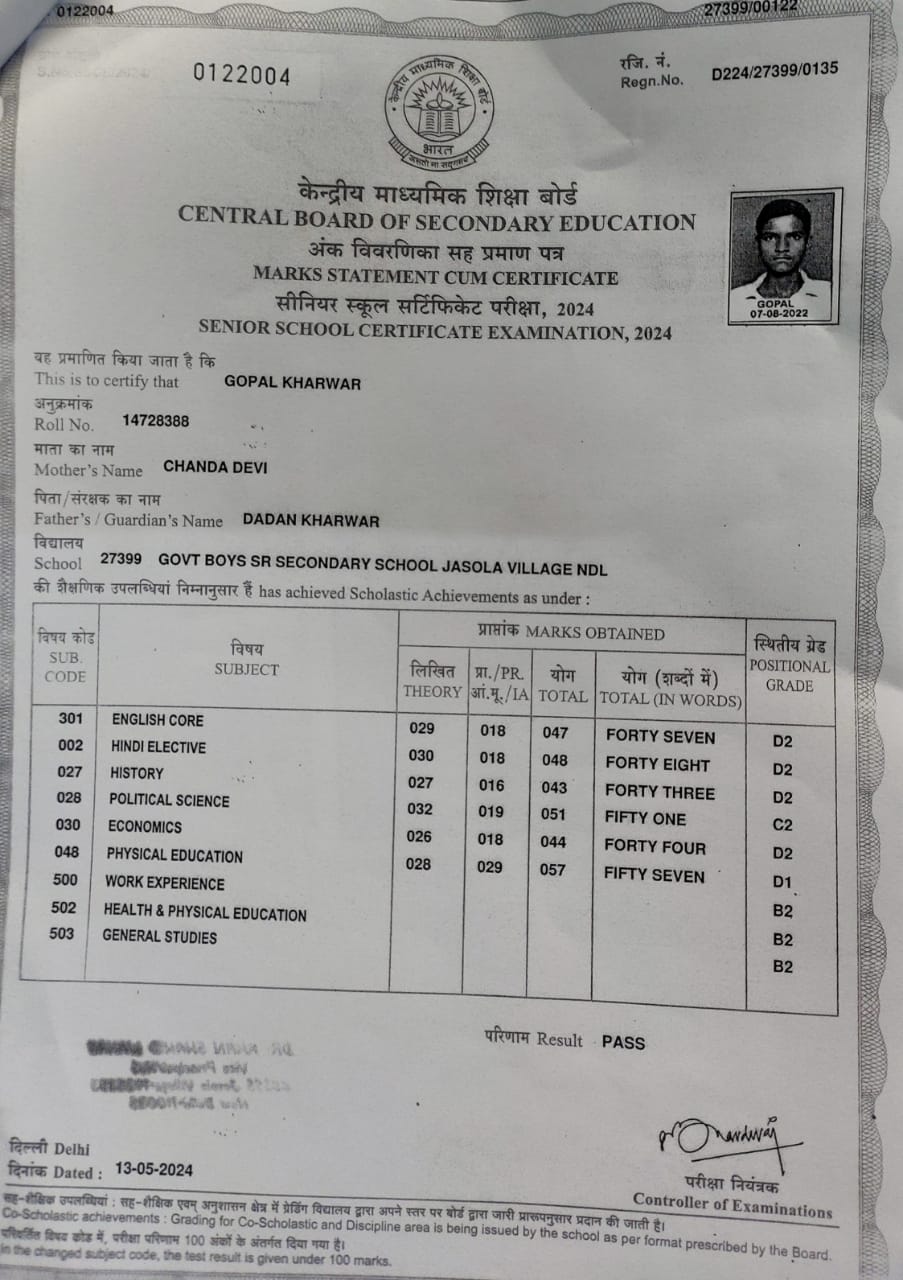 0122004
27399/00122
0122004
रजि. नं.
Regn.No. D224/27399/0135
केन्द्रीय माध्यमिक शिक्षा बोर्ड
भारत
असतो मा सद्गमय
केन्द्रीय माध्यमिक शिक्षा बोर्ड
CENTRAL BOARD OF SECONDARY EDUCATION
अंक विवरणिका सह प्रमाण पत्र
MARKS STATEMENT CUM CERTIFICATE
सीनियर स्कूल सर्टिफिकेट परीक्षा, 2024
SENIOR SCHOOL CERTIFICATE EXAMINATION, 2024
GOPAL
07-08-2022
यह प्रमाणित किया जाता है कि
This is to certify that GOPAL KHARWAR
अनुक्रमांक
Roll No. 14728388
माता का नाम
Mother's Name CHANDA DEVI
पिता/संरक्षक का नाम
Father's / Guardian's Name DADAN KHARWAR
विद्यालय
School 27399 GOVT BOYS SR SECONDARY SCHOOL JASOLA VILLAGE NDL
की शैक्षणिक उपलब्धियां निम्नानुसार हैं has achieved Scholastic Achievements as under :
विषय कोड SUB. CODE विषय SUBJECT प्राप्तांक MARKS OBTAINED स्थितीय ग्रेड POSITIONAL GRADE
लिखित THEORY प्रा./PR. आं.मू./IA योग TOTAL योग (शब्दों में) TOTAL (IN WORDS)
301 ENGLISH CORE 029 018 047 FORTY SEVEN D2
002 HINDI ELECTIVE 030 018 048 FORTY EIGHT D2
027 HISTORY 027 016 043 FORTY THREE D2
028 POLITICAL SCIENCE 032 019 051 FIFTY ONE C2
030 ECONOMICS 026 018 044 FORTY FOUR D2
048 PHYSICAL EDUCATION 028 029 057 FIFTY SEVEN D1
500 WORK EXPERIENCE B2
502 HEALTH & PHYSICAL EDUCATION B2
503 GENERAL STUDIES B2
परिणाम Result PASS
दिल्ली Delhi
दिनांक Dated : 13-05-2024
परीक्षा नियंत्रक
Controller of Examinations
सह-शैक्षिक उपलब्धियां : सह-शैक्षिक एवम् अनुशासन क्षेत्र में ग्रेडिंग विद्यालय द्वारा अपने स्तर पर बोर्ड द्वारा जारी प्रारूपनुसार प्रदान की जाती है।
Co-Scholastic achievements : Grading for Co-Scholastic and Discipline area is being issued by the school as per format prescribed by the Board.
परिवर्तित विषय कोड में, परीक्षा परिणाम 100 अंकों के अंतर्गत दिया गया है।
In the changed subject code, the test result is given under 100 marks.